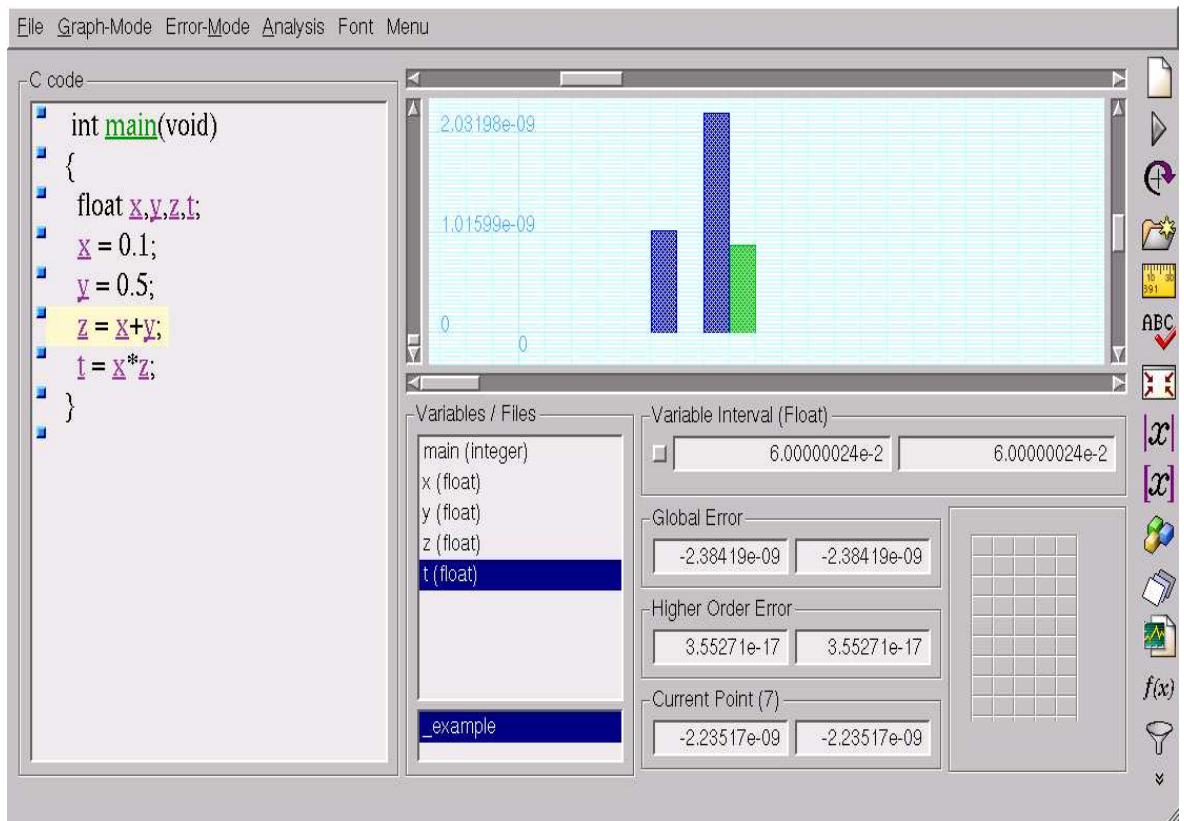 File Graph-Mode Error-Mode Analysis Font Menu
C code
int main(void)
{
float x,y,z,t;
x = 0.1;
y = 0.5;
z = x+y;
t = x*z;
}
2.03198e-09
1.01599e-09
0
0
Variables / Files
main (integer)
x (float)
y (float)
z (float)
t (float)
_example
Variable Interval (Float)
6.00000024e-2 6.00000024e-2
Global Error
-2.38419e-09 -2.38419e-09
Higher Order Error
3.55271e-17 3.55271e-17
Current Point (7)
-2.23517e-09 -2.23517e-09
ABC
|x|
[x]
f(x)